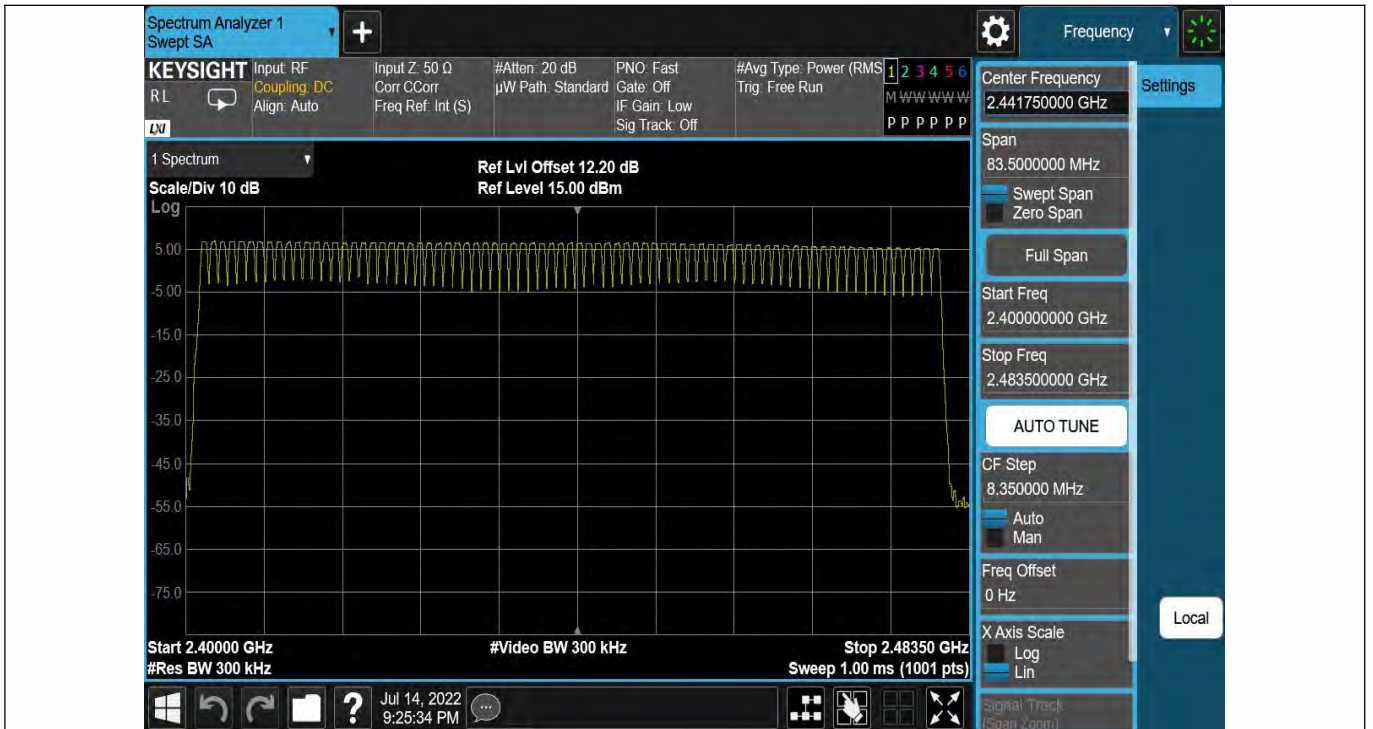 Spectrum Analyzer 1
Swept SA
Frequency
KEYSIGHT
RL
LXI
Input: RF
Coupling: DC
Align: Auto
Input Z: 50 Ω
Corr CCorr
Freq Ref: Int (S)
#Atten: 20 dB
µW Path: Standard
PNO: Fast
Gate: Off
IF Gain: Low
Sig Track: Off
#Avg Type: Power (RMS
Trig: Free Run
1 2 3 4 5 6
M W W W W W
P P P P P P
Center Frequency
2.441750000 GHz
Settings
Span
83.5000000 MHz
Swept Span
Zero Span
Full Span
Start Freq
2.400000000 GHz
Stop Freq
2.483500000 GHz
AUTO TUNE
CF Step
8.350000 MHz
Auto
Man
Freq Offset
0 Hz
X Axis Scale
Log
Lin
Signal Track
(Span Zoom)
Local
1 Spectrum
Scale/Div 10 dB
Ref Lvl Offset 12.20 dB
Ref Level 15.00 dBm
Log
5.00
-5.00
-15.0
-25.0
-35.0
-45.0
-55.0
-65.0
-75.0
Start 2.40000 GHz
#Video BW 300 kHz
Stop 2.48350 GHz
#Res BW 300 kHz
Sweep 1.00 ms (1001 pts)
?
Jul 14, 2022
9:25:34 PM